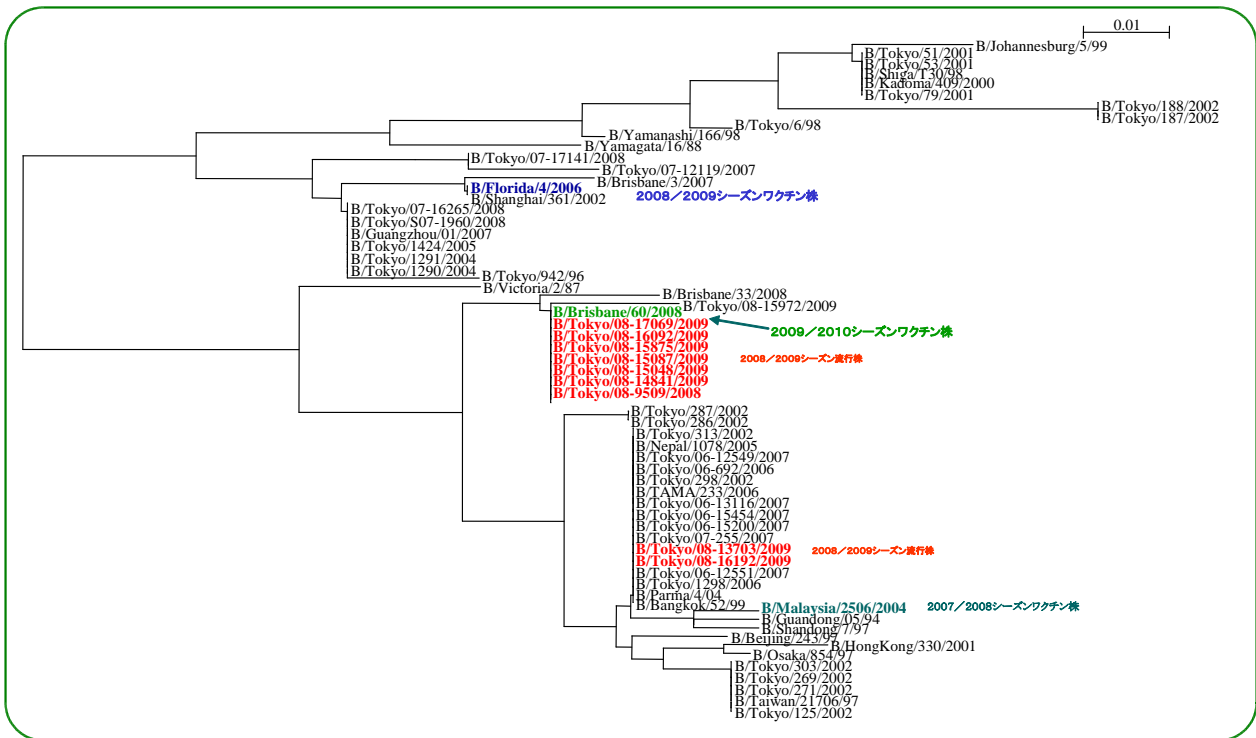 0.01
B/Johannesburg/5/99
B/Tokyo/51/2001
B/Tokyo/53/2001
B/Shiga/T30/98
B/Kadoma/409/2000
B/Tokyo/79/2001
B/Tokyo/188/2002
B/Tokyo/187/2002
B/Tokyo/6/98
B/Yamanashi/166/98
B/Yamagata/16/88
B/Tokyo/07-17141/2008
B/Tokyo/07-12119/2007
B/Brisbane/3/2007
B/Florida/4/2006
2008/2009シーズンワクチン株
B/Shanghai/361/2002
B/Tokyo/07-16265/2008
B/Tokyo/S07-1960/2008
B/Guangzhou/01/2007
B/Tokyo/1424/2005
B/Tokyo/1291/2004
B/Tokyo/1290/2004
B/Tokyo/942/96
B/Victoria/2/87
B/Brisbane/33/2008
B/Tokyo/08-15972/2009
B/Brisbane/60/2008
B/Tokyo/08-17069/2009
2009/2010シーズンワクチン株
B/Tokyo/08-16092/2009
B/Tokyo/08-15875/2009
B/Tokyo/08-15087/2009
2008/2009シーズン流行株
B/Tokyo/08-15048/2009
B/Tokyo/08-14841/2009
B/Tokyo/08-9509/2008
B/Tokyo/287/2002
B/Tokyo/286/2002
B/Tokyo/313/2002
B/Nepal/1078/2005
B/Tokyo/06-12549/2007
B/Tokyo/06-692/2006
B/Tokyo/298/2002
B/TAMA/233/2006
B/Tokyo/06-13116/2007
B/Tokyo/06-15454/2007
B/Tokyo/06-15200/2007
B/Tokyo/07-255/2007
B/Tokyo/08-13703/2009
2008/2009シーズン流行株
B/Tokyo/08-16192/2009
B/Tokyo/06-12551/2007
B/Tokyo/1298/2006
B/Parma/4/04
B/Bangkok/52/99
B/Malaysia/2506/2004
2007/2008シーズンワクチン株
B/Guandong/05/94
B/Shandong/7/97
B/Beijing/243/97
B/HongKong/330/2001
B/Osaka/854/97
B/Tokyo/303/2002
B/Tokyo/269/2002
B/Tokyo/271/2002
B/Taiwan/21706/97
B/Tokyo/125/2002